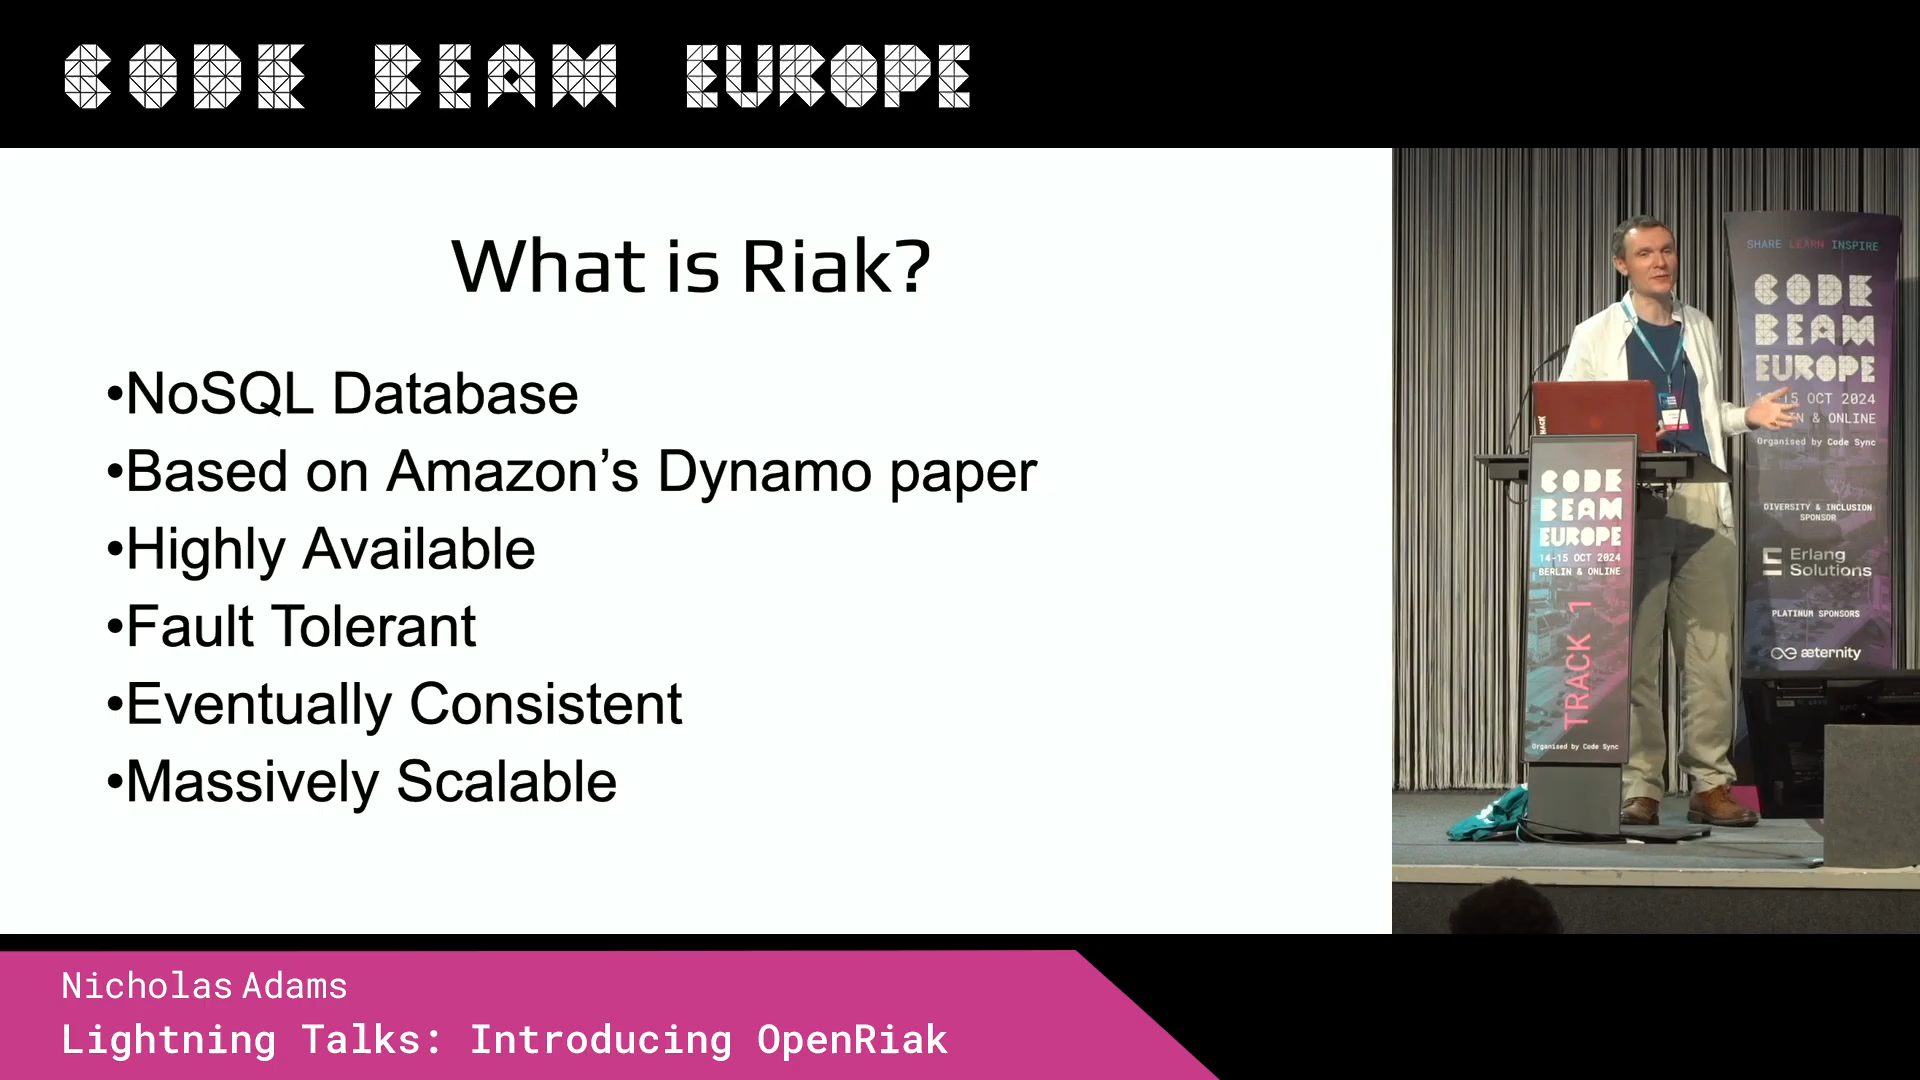 CODE BEAM EUROPE
What is Riak?
•NoSQL Database
•Based on Amazon’s Dynamo paper
•Highly Available
•Fault Tolerant
•Eventually Consistent
•Massively Scalable
SHARE LEARN INSPIRE
CODE
BEAM
EUROPE
15 OCT 2024
& ONLINE
Organised by Code Sync
DIVERSITY & INCLUSION
SPONSOR
Erlang
Solutions
PLATINUM SPONSORS
æternity
CODE
BEAM
EUROPE
14-15 OCT 2024
BERLIN & ONLINE
TRACK 1
Organised by Code Sync
Nicholas Adams
Lightning Talks: Introducing OpenRiak